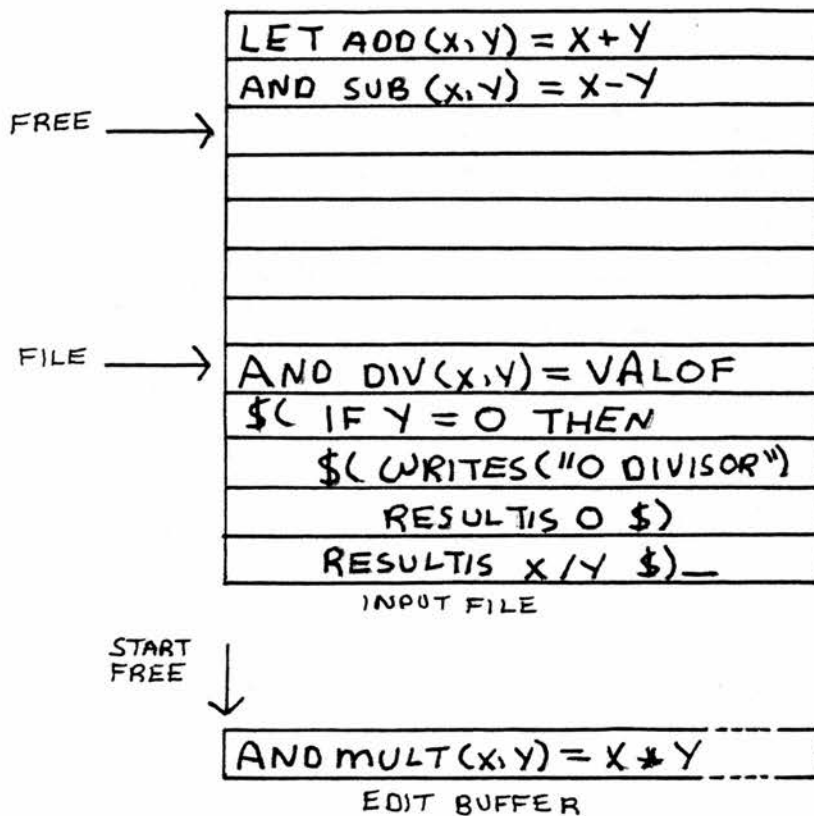 LET ADD(X,Y) = X + Y
AND SUB (X,Y) = X - Y
FREE
FILE
AND DIV(X,Y) = VALOF
$( IF Y = 0 THEN
$( WRITES("0 DIVISOR")
RESULTIS 0 $)
RESULTIS X / Y $)_
INPUT FILE
START
FREE
AND MULT(X,Y) = X * Y
EDIT BUFFER